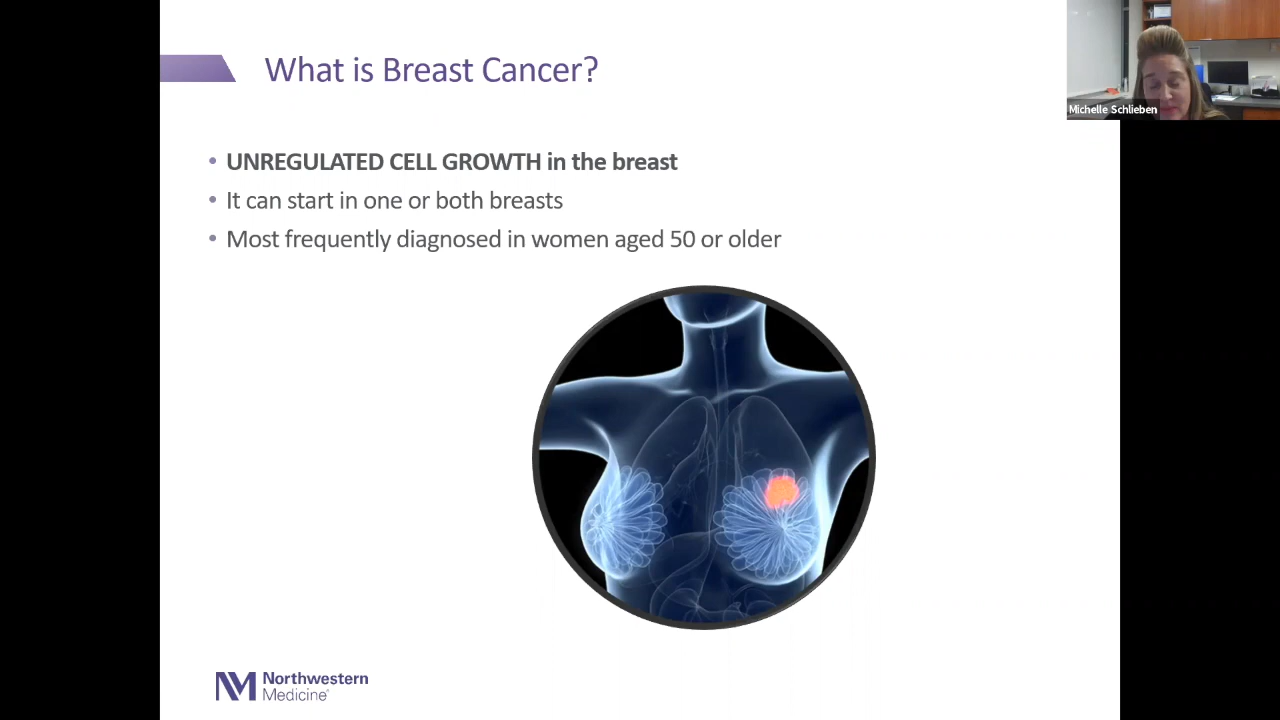 What is Breast Cancer?
Michelle Schlieben
• UNREGULATED CELL GROWTH in the breast
• It can start in one or both breasts
• Most frequently diagnosed in women aged 50 or older
NM Northwestern
Medicine®